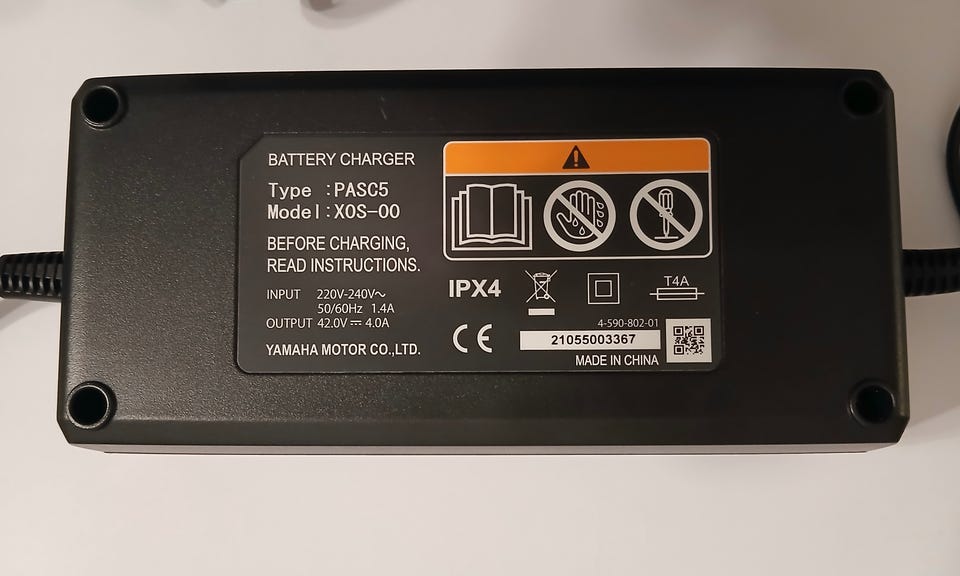 BATTERY CHARGER
Type :PASC5
Model:X0S-00
BEFORE CHARGING,
READ INSTRUCTIONS.
INPUT 220V-240V～
50/60Hz 1.4A
OUTPUT 42.0V⎓4.0A
YAMAHA MOTOR CO.,LTD.
IPX4
T4A
CE
4-590-802-01
21055003367
MADE IN CHINA